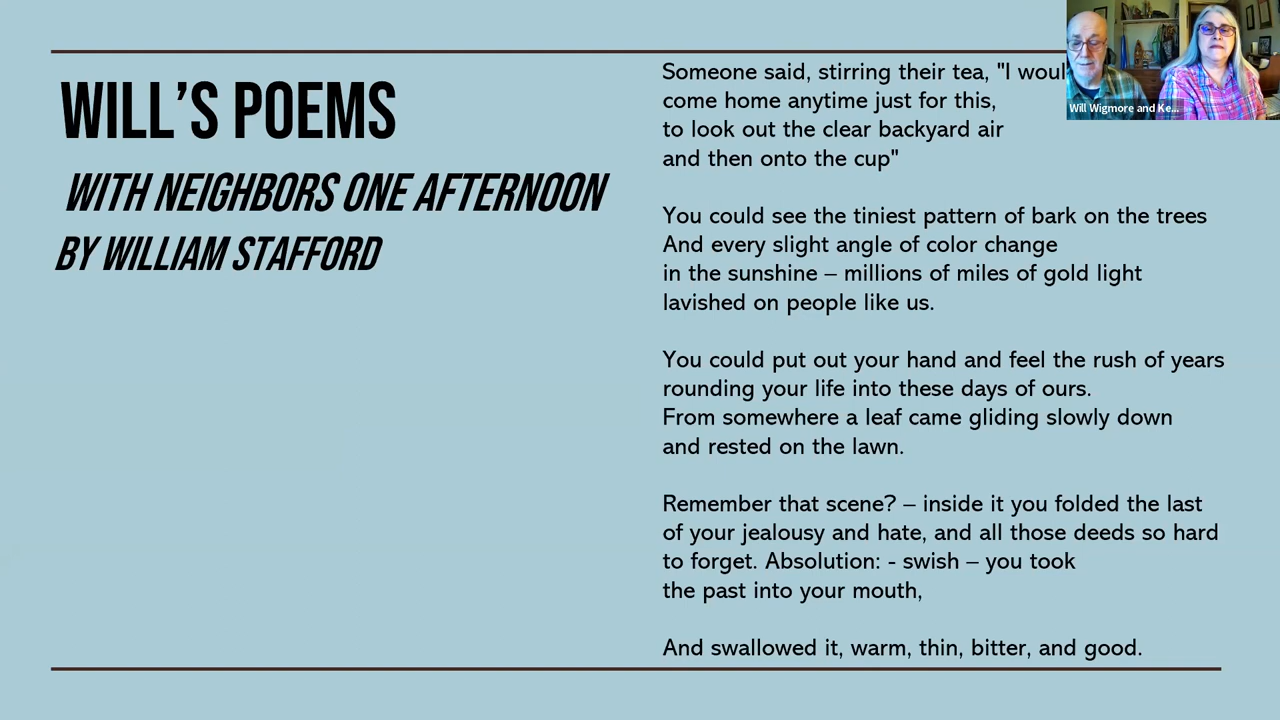 WILL'S POEMS
WITH NEIGHBORS ONE AFTERNOON
BY WILLIAM STAFFORD
Someone said, stirring their tea, "I woul
come home anytime just for this,
to look out the clear backyard air
and then onto the cup"
You could see the tiniest pattern of bark on the trees
And every slight angle of color change
in the sunshine – millions of miles of gold light
lavished on people like us.
You could put out your hand and feel the rush of years
rounding your life into these days of ours.
From somewhere a leaf came gliding slowly down
and rested on the lawn.
Remember that scene? – inside it you folded the last
of your jealousy and hate, and all those deeds so hard
to forget. Absolution: - swish – you took
the past into your mouth,
And swallowed it, warm, thin, bitter, and good.
Will Wigmore and Ke...